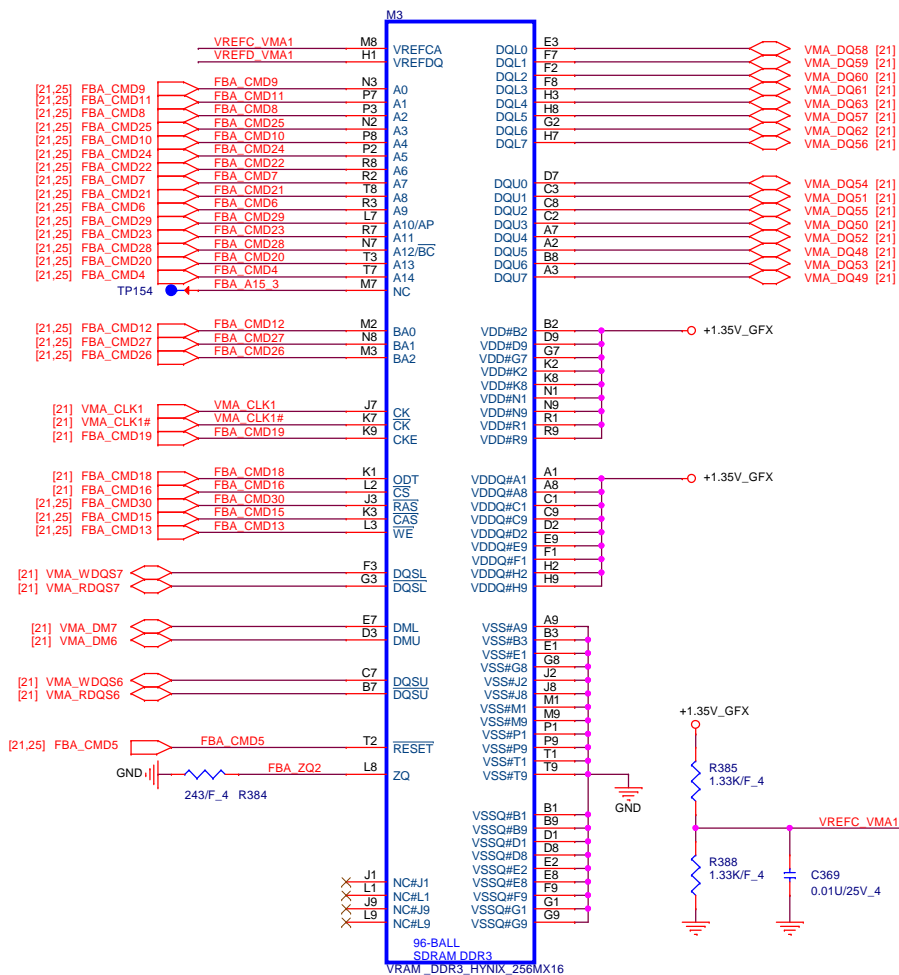 M3
VREFC_VMA1 M8 VREFCA DQL0 E3 VMA_DQ58 [21]
VREFD_VMA1 H1 VREFDQ DQL1 F7 VMA_DQ59 [21]
DQL2 F2 VMA_DQ60 [21]
[21,25] FBA_CMD9 FBA_CMD9 N3 A0 DQL3 F8 VMA_DQ61 [21]
[21,25] FBA_CMD11 FBA_CMD11 P7 A1 DQL4 H3 VMA_DQ63 [21]
[21,25] FBA_CMD8 FBA_CMD8 P3 A2 DQL5 H8 VMA_DQ57 [21]
[21,25] FBA_CMD25 FBA_CMD25 N2 A3 DQL6 G2 VMA_DQ62 [21]
[21,25] FBA_CMD10 FBA_CMD10 P8 A4 DQL7 H7 VMA_DQ56 [21]
[21,25] FBA_CMD24 FBA_CMD24 P2 A5
[21,25] FBA_CMD22 FBA_CMD22 R8 A6
[21,25] FBA_CMD7 FBA_CMD7 R2 A7 DQU0 D7 VMA_DQ54 [21]
[21,25] FBA_CMD21 FBA_CMD21 T8 A8 DQU1 C3 VMA_DQ51 [21]
[21,25] FBA_CMD6 FBA_CMD6 R3 A9 DQU2 C8 VMA_DQ55 [21]
[21,25] FBA_CMD29 FBA_CMD29 L7 A10/AP DQU3 C2 VMA_DQ50 [21]
[21,25] FBA_CMD23 FBA_CMD23 R7 A11 DQU4 A7 VMA_DQ52 [21]
[21,25] FBA_CMD28 FBA_CMD28 N7 A12/BC DQU5 A2 VMA_DQ48 [21]
[21,25] FBA_CMD20 FBA_CMD20 T3 A13 DQU6 B8 VMA_DQ53 [21]
[21,25] FBA_CMD4 FBA_CMD4 T7 A14 DQU7 A3 VMA_DQ49 [21]
TP154 FBA_A15_3 M7 NC
[21,25] FBA_CMD12 FBA_CMD12 M2 BA0 VDD#B2 B2 +1.35V_GFX
[21,25] FBA_CMD27 FBA_CMD27 N8 BA1 VDD#D9 D9
[21,25] FBA_CMD26 FBA_CMD26 M3 BA2 VDD#G7 G7
VDD#K2 K2
VDD#K8 K8
VDD#N1 N1
[21] VMA_CLK1 VMA_CLK1 J7 CK VDD#N9 N9
[21] VMA_CLK1# VMA_CLK1# K7 CK VDD#R1 R1
[21] FBA_CMD19 FBA_CMD19 K9 CKE VDD#R9 R9
[21] FBA_CMD18 FBA_CMD18 K1 ODT VDDQ#A1 A1 +1.35V_GFX
[21] FBA_CMD16 FBA_CMD16 L2 CS VDDQ#A8 A8
[21,25] FBA_CMD30 FBA_CMD30 J3 RAS VDDQ#C1 C1
[21,25] FBA_CMD15 FBA_CMD15 K3 CAS VDDQ#C9 C9
[21,25] FBA_CMD13 FBA_CMD13 L3 WE VDDQ#D2 D2
VDDQ#E9 E9
VDDQ#F1 F1
[21] VMA_WDQS7 F3 DQSL VDDQ#H2 H2
[21] VMA_RDQS7 G3 DQSL VDDQ#H9 H9
[21] VMA_DM7 E7 DML VSS#A9 A9
[21] VMA_DM6 D3 DMU VSS#B3 B3
VSS#E1 E1
VSS#G8 G8
[21] VMA_WDQS6 C7 DQSU VSS#J2 J2
[21] VMA_RDQS6 B7 DQSU VSS#J8 J8
VSS#M1 M1
VSS#M9 M9
+1.35V_GFX
VSS#P1 P1
[21,25] FBA_CMD5 FBA_CMD5 T2 RESET VSS#P9 P9
VSS#T1 T1
GND FBA_ZQ2 L8 ZQ VSS#T9 T9
243/F_4 R384
R385
1.33K/F_4
GND
VSSQ#B1 B1
VSSQ#B9 B9 VREFC_VMA1
VSSQ#D1 D1
VSSQ#D8 D8
VSSQ#E2 E2
J1 NC#J1 VSSQ#E8 E8
L1 NC#L1 VSSQ#F9 F9
J9 NC#J9 VSSQ#G1 G1
L9 NC#L9 VSSQ#G9 G9
R388
1.33K/F_4
C369
0.01U/25V_4
96-BALL
SDRAM DDR3
VRAM _DDR3_HYNIX_256MX16